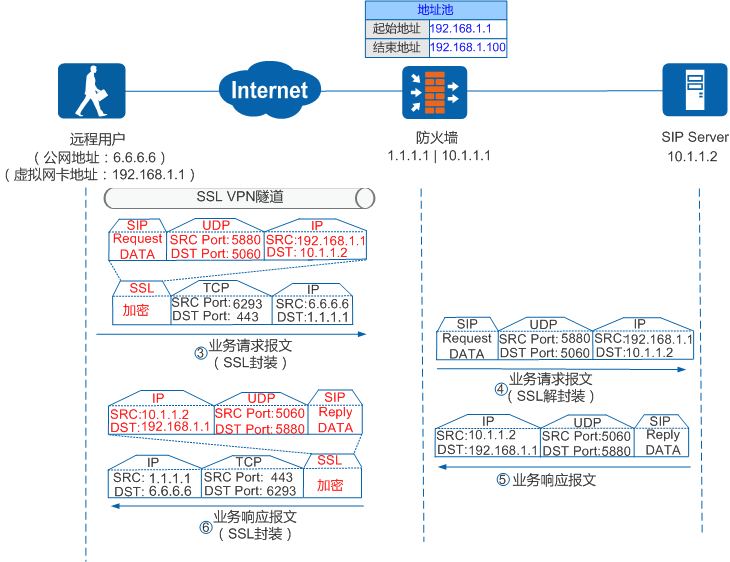 地址池
起始地址 192.168.1.1
结束地址 192.168.1.100
Internet
远程用户
（公网地址：6.6.6.6）
（虚拟网卡地址：192.168.1.1）
防火墙
1.1.1.1 | 10.1.1.1
SIP Server
10.1.1.2
SSL VPN隧道
SIP UDP IP
Request SRC Port:5880 SRC:192.168.1.1
DATA DST Port:5060 DST: 10.1.1.2
SSL TCP IP
加密 SRC Port:6293 SRC:6.6.6.6
DST Port: 443 DST:1.1.1.1
③业务请求报文
（SSL封装）
SIP UDP IP
Request SRC Port:5880 SRC:192.168.1.1
DATA DST Port:5060 DST:10.1.1.2
④业务请求报文
（SSL解封装）
IP UDP SIP
SRC:10.1.1.2 SRC Port:5060 Reply
DST:192.168.1.1 DST Port:5880 DATA
⑤业务响应报文
IP UDP SIP
SRC:10.1.1.2 SRC Port:5060 Reply
DST:192.168.1.1 DST Port:5880 DATA
IP TCP SSL
SRC: 1.1.1.1 SRC Port: 443 加密
DST: 6.6.6.6 DST Port:6293
⑥业务响应报文
（SSL封装）